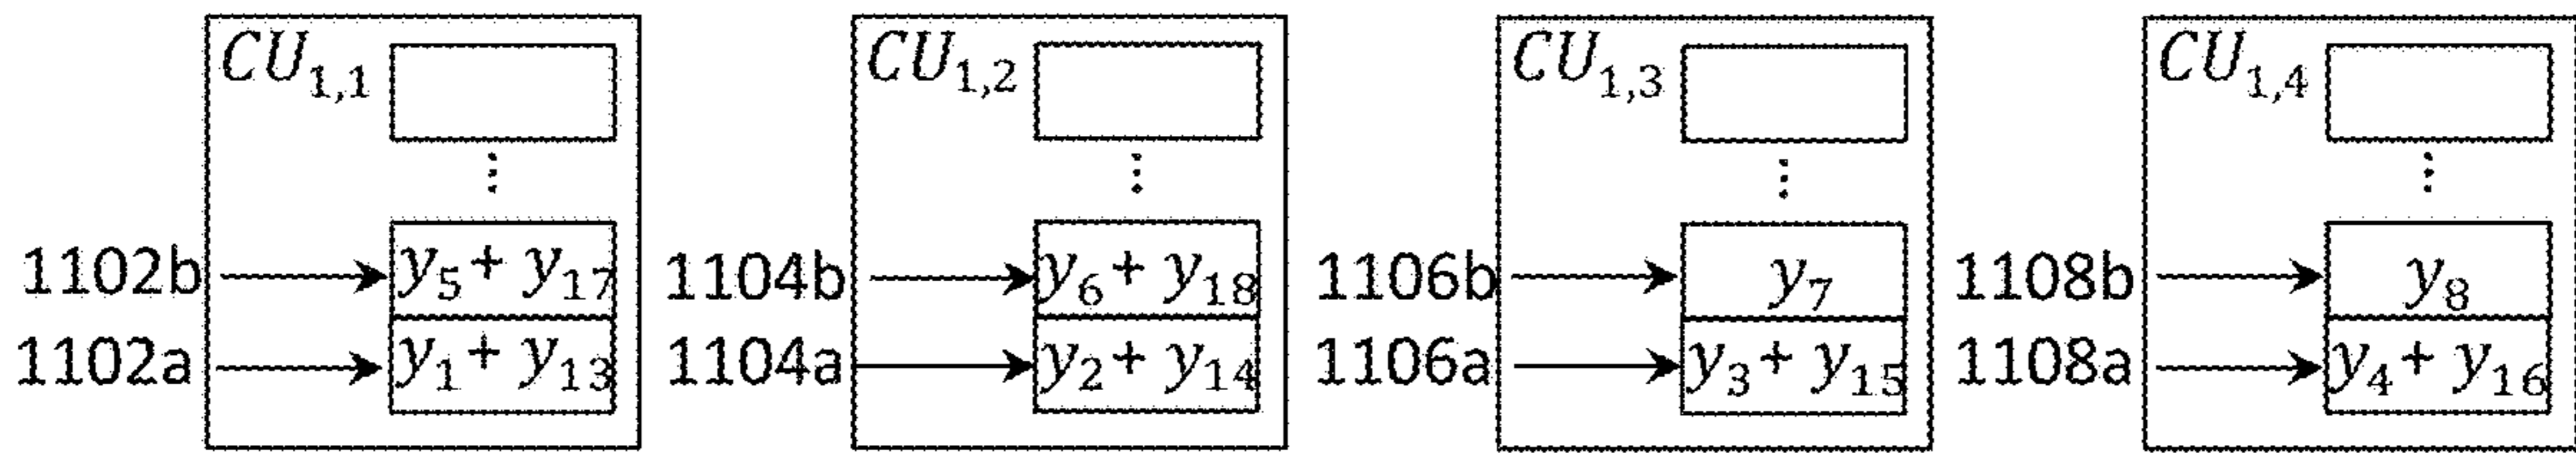 CU₁,₁ CU₁,₂ CU₁,₃ CU₁,₄
⋮ ⋮ ⋮ ⋮
1102b y₅+ y₁₇ 1104b y₆+ y₁₈ 1106b y₇ 1108b y₈
1102a y₁+ y₁₃ 1104a y₂+ y₁₄ 1106a y₃+ y₁₅ 1108a y₄+ y₁₆